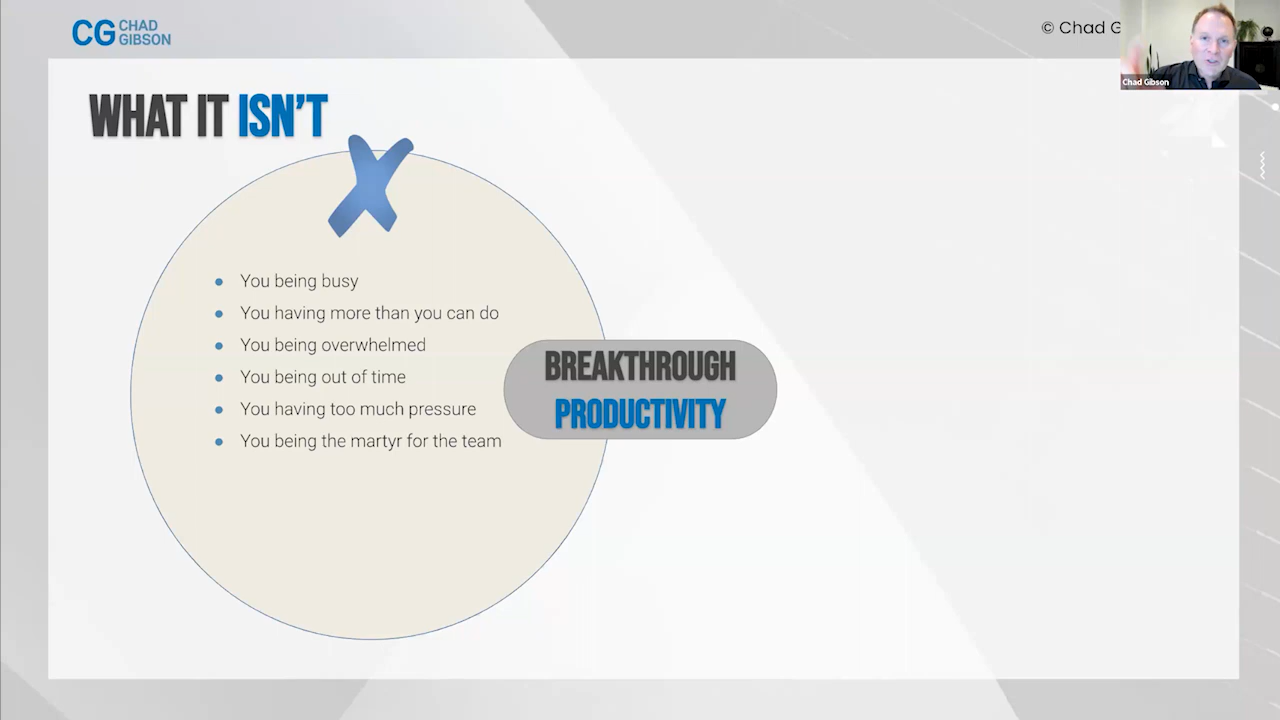 CG CHAD
GIBSON
© Chad G
Chad Gibson
WHAT IT ISN'T
You being busy
You having more than you can do
You being overwhelmed
You being out of time
You having too much pressure
You being the martyr for the team
BREAKTHROUGH
PRODUCTIVITY